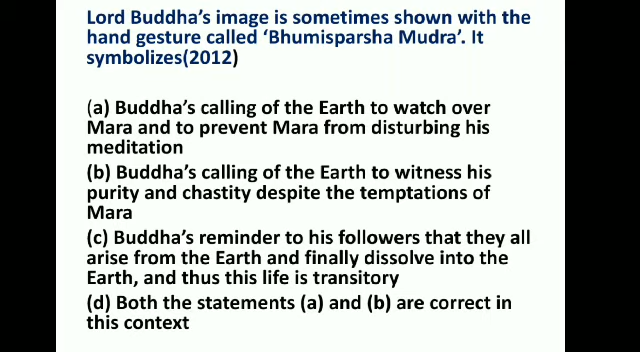 Lord Buddha's image is sometimes shown with the
hand gesture called 'Bhumisparsha Mudra'. It
symbolizes(2012)
(a) Buddha's calling of the Earth to watch over
Mara and to prevent Mara from disturbing his
meditation
(b) Buddha's calling of the Earth to witness his
purity and chastity despite the temptations of
Mara
(c) Buddha's reminder to his followers that they all
arise from the Earth and finally dissolve into the
Earth, and thus this life is transitory
(d) Both the statements (a) and (b) are correct in
this context